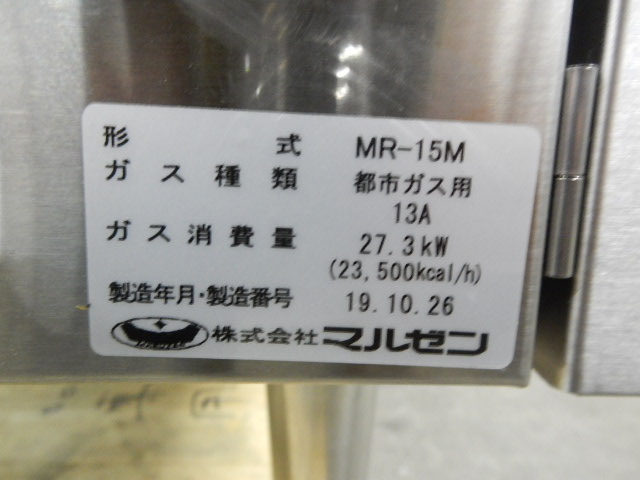 形式 MR-15M
ガス種類 都市ガス用
13A
ガス消費量 27.3kW
(23,500kcal/h)
製造年月・製造番号 19.10.26
株式会社 マルゼン